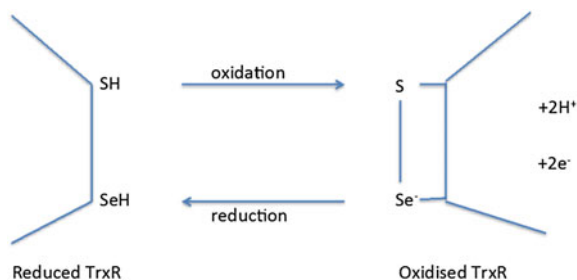 SH
oxidation
S
+2H⁺
+2e⁻
SeH
reduction
Se⁻
Reduced TrxR
Oxidised TrxR